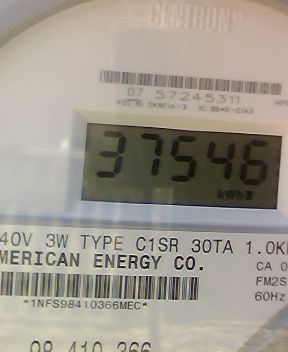 CENTRON®
07 57245311
37546
kWh
40V 3W TYPE C1SR 30TA 1.0
MERICAN ENERGY CO.
CA 0
FM2S
60Hz
*1NFS98410366MEC*
98 410 366